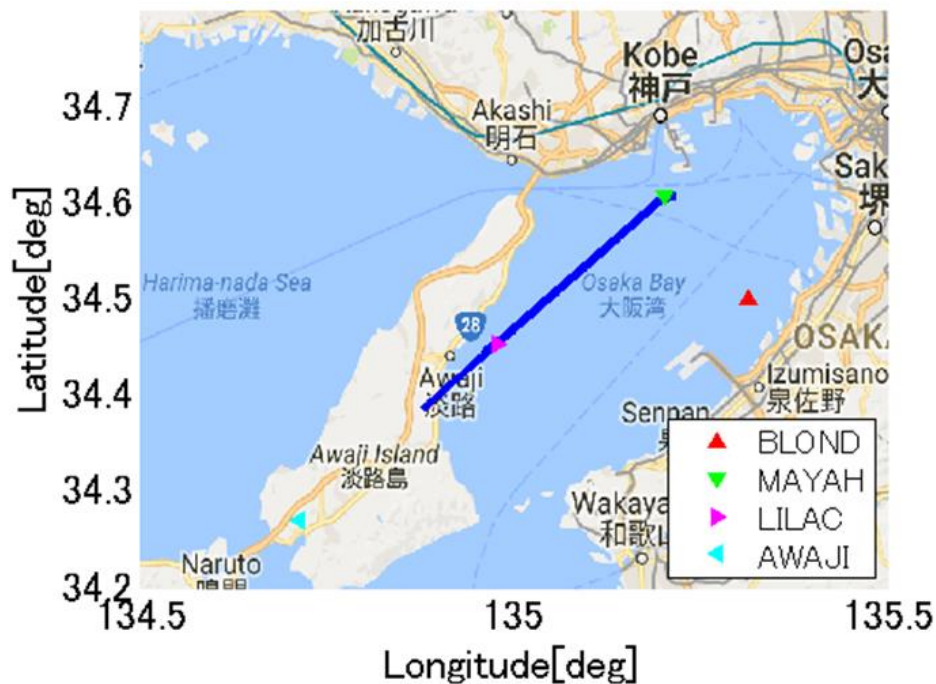 加古川
Kobe
神戸
Osa
大
34.7
Akashi
明石
Sak
堺
34.6
Harima-nada Sea
播磨灘
Osaka Bay
大阪湾
34.5
28
OSAKA
Awaji
淡路
Izumisano
泉佐野
34.4
Sennan
Awaji Island
淡路島
BLOND
MAYAH
LILAC
AWAJI
34.3
Wakaya
和歌山
Naruto
34.2
134.5
135
135.5
Longitude[deg]
Latitude[deg]